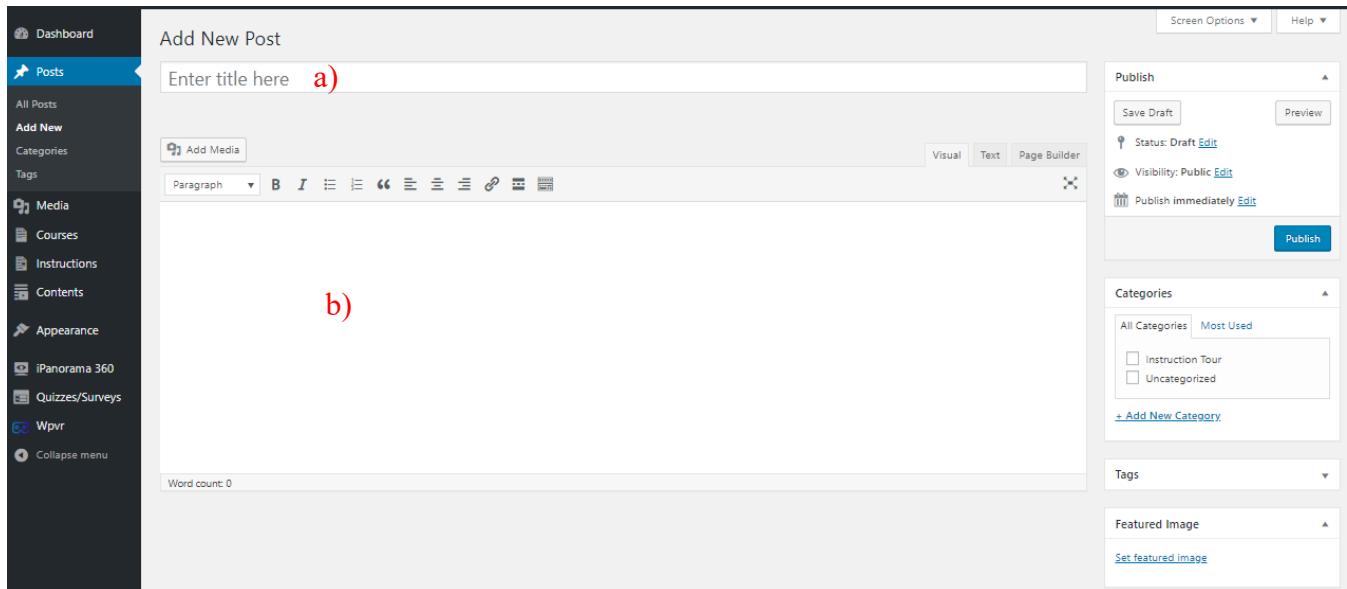 Dashboard
Posts
All Posts
Add New
Categories
Tags
Media
Courses
Instructions
Contents
Appearance
iPanorama 360
Quizzes/Surveys
Wpvr
Collapse menu
Screen Options
Help
Add New Post
Enter title here a)
Add Media
Visual Text Page Builder
Paragraph B I
b)
Word count: 0
Publish
Save Draft Preview
Status: Draft Edit
Visibility: Public Edit
Publish immediately Edit
Publish
Categories
All Categories Most Used
Instruction Tour
Uncategorized
+ Add New Category
Tags
Featured Image
Set featured image